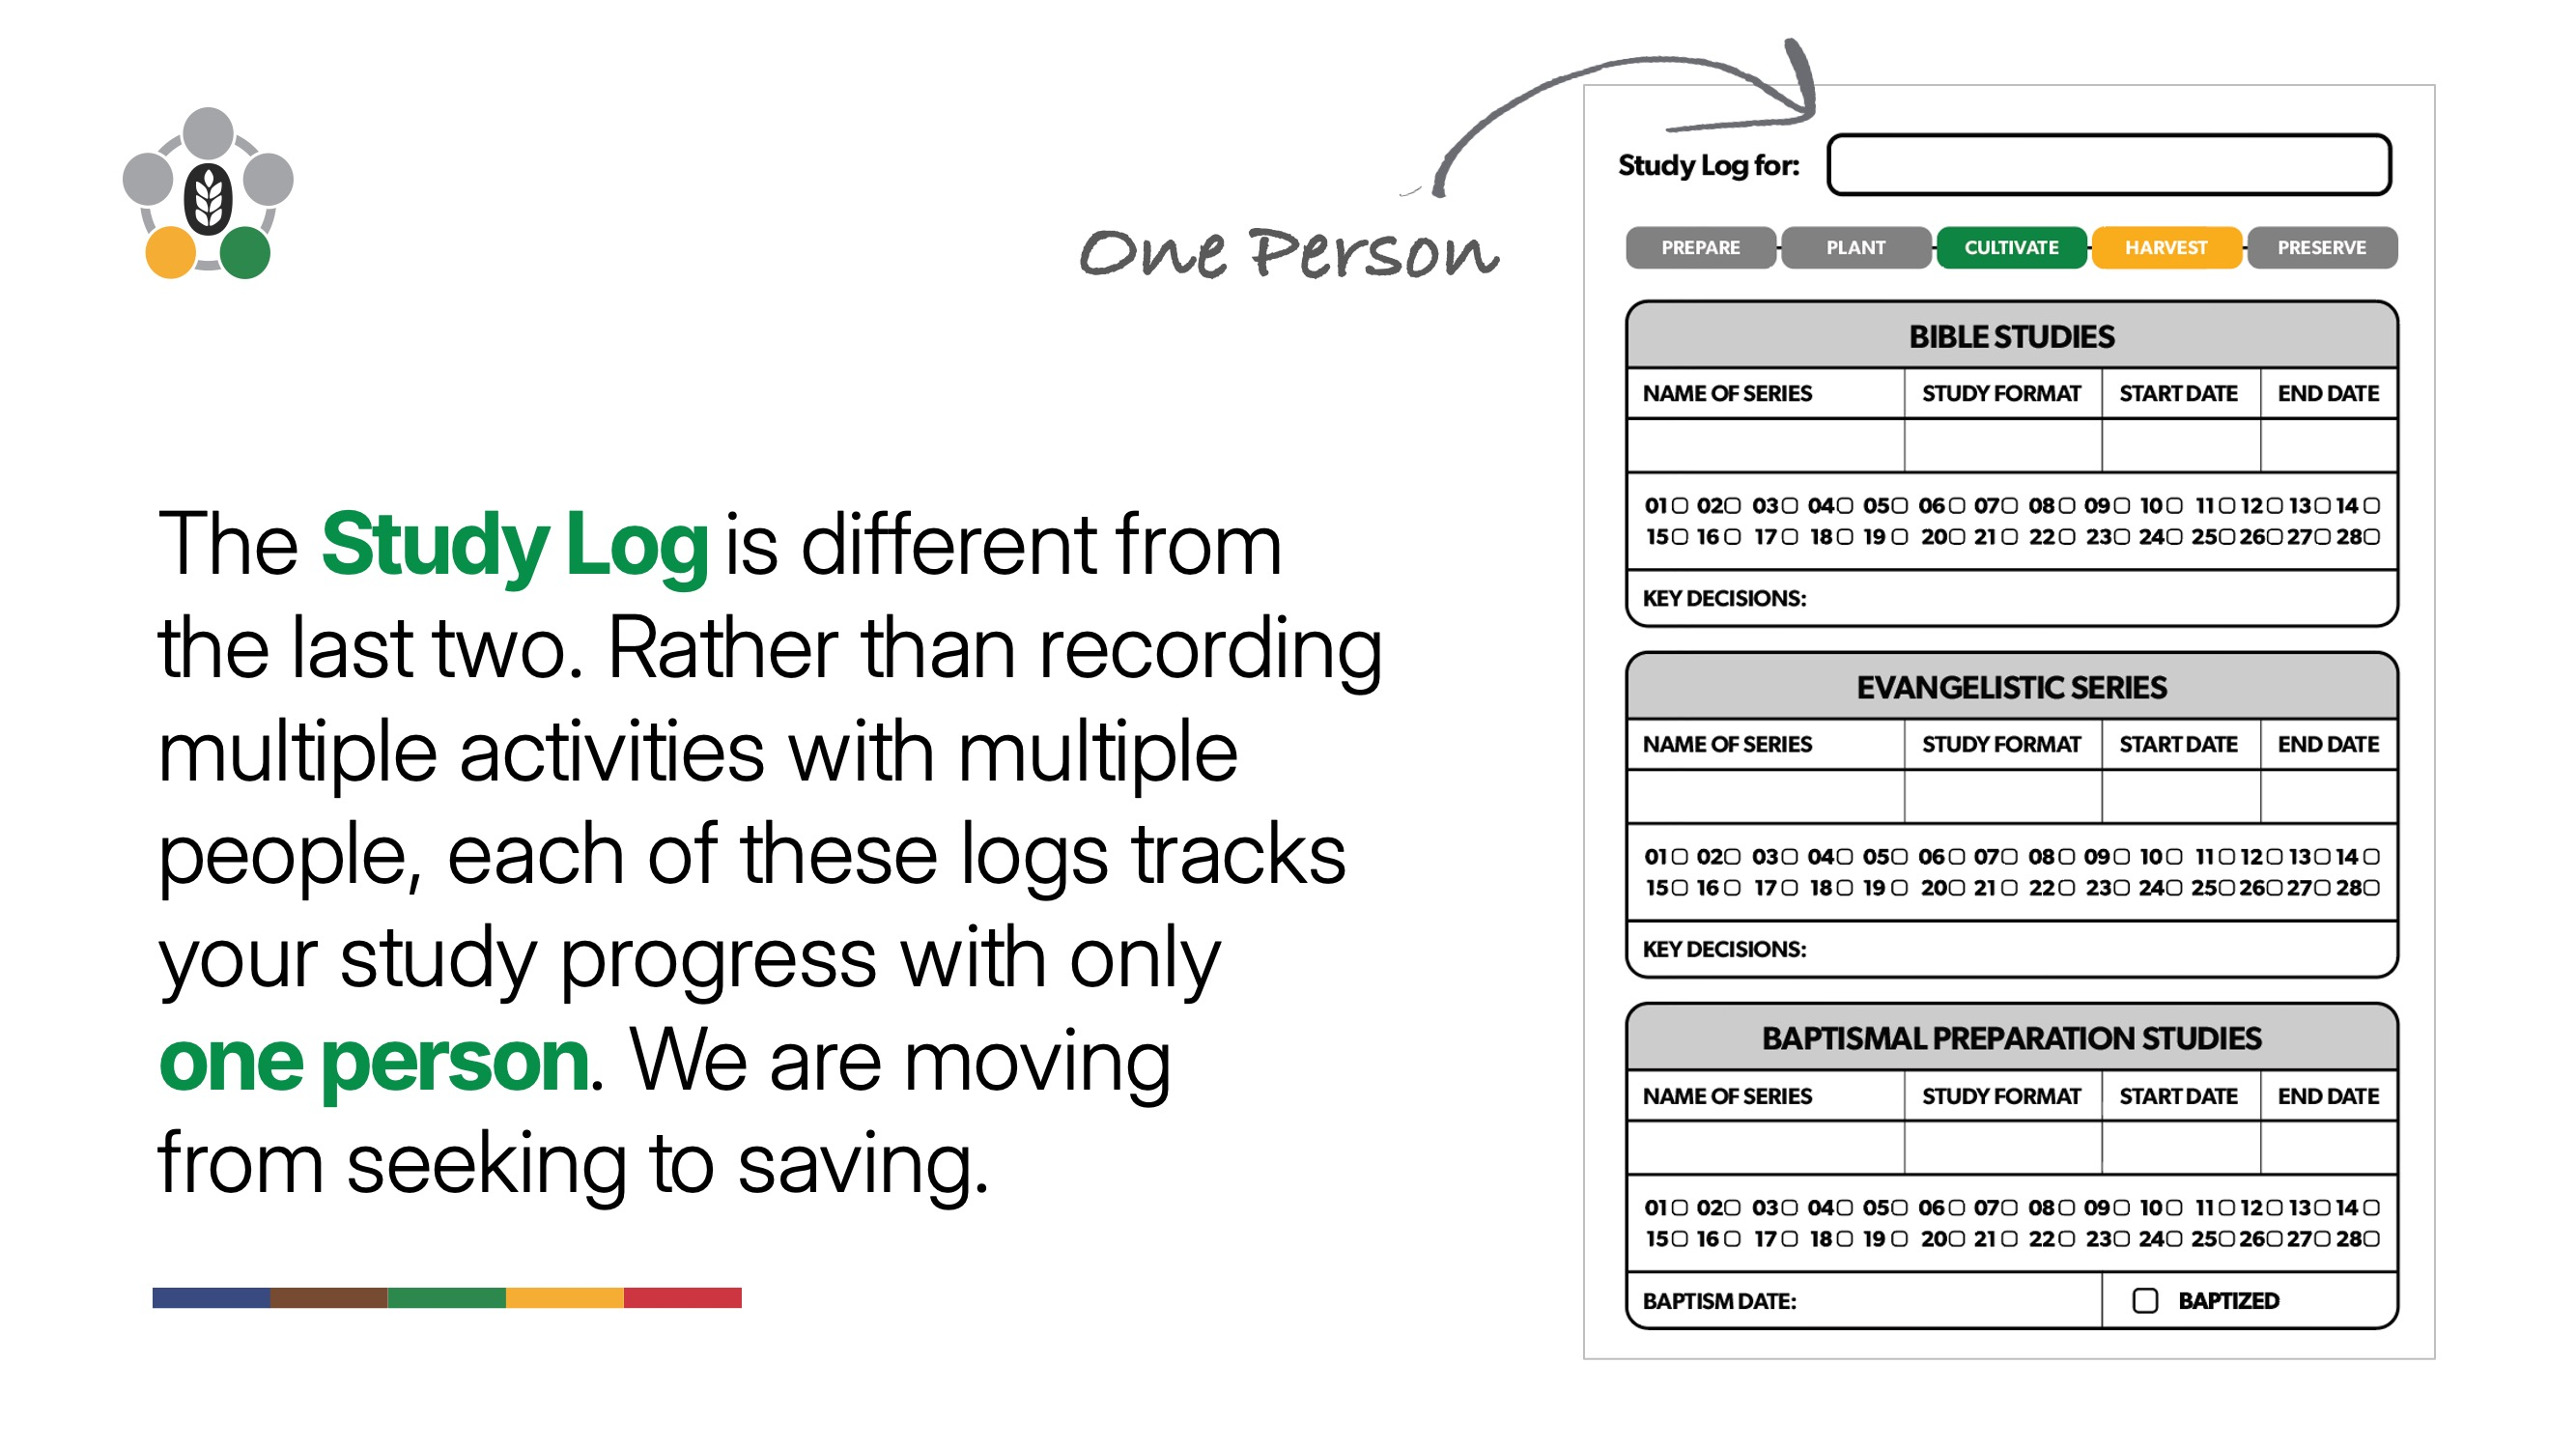 One Person
The Study Log is different from
the last two. Rather than recording
multiple activities with multiple
people, each of these logs tracks
your study progress with only
one person. We are moving
from seeking to saving.
Study Log for:
PREPARE PLANT CULTIVATE HARVEST PRESERVE
BIBLE STUDIES
NAME OF SERIES STUDY FORMAT START DATE END DATE
01 02 03 04 05 06 07 08 09 10 11 12 13 14
15 16 17 18 19 20 21 22 23 24 25 26 27 28
KEY DECISIONS:
EVANGELISTIC SERIES
NAME OF SERIES STUDY FORMAT START DATE END DATE
01 02 03 04 05 06 07 08 09 10 11 12 13 14
15 16 17 18 19 20 21 22 23 24 25 26 27 28
KEY DECISIONS:
BAPTISMAL PREPARATION STUDIES
NAME OF SERIES STUDY FORMAT START DATE END DATE
01 02 03 04 05 06 07 08 09 10 11 12 13 14
15 16 17 18 19 20 21 22 23 24 25 26 27 28
BAPTISM DATE: BAPTIZED